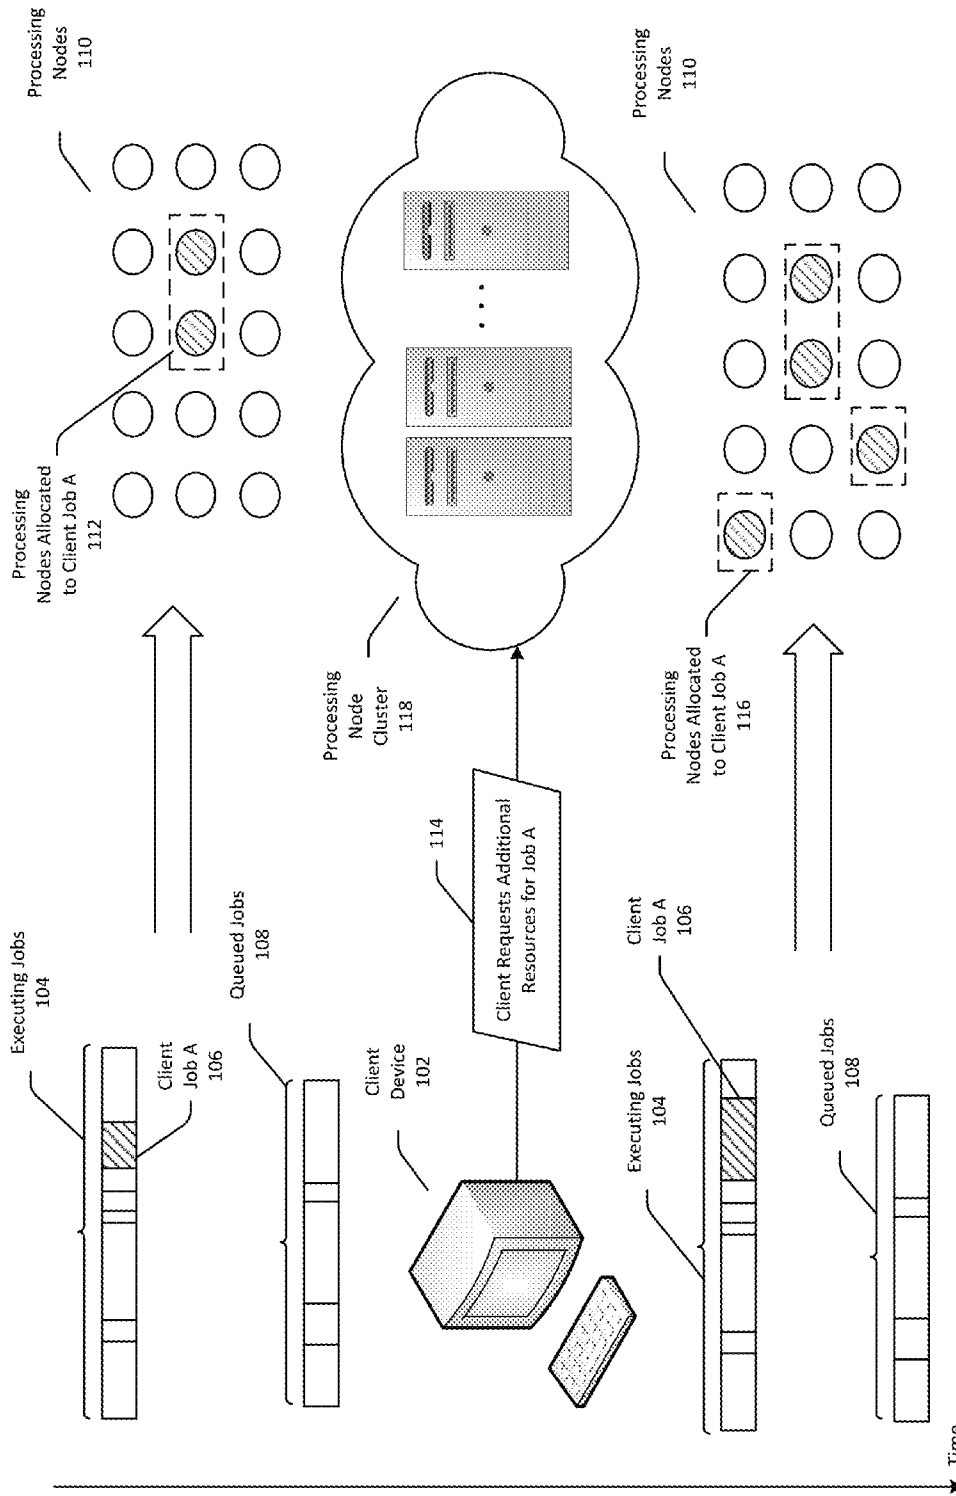 Executing Jobs
104
Client
Job A
106
Processing
Nodes Allocated
to Client Job A
112
Processing
Nodes
110
Queued Jobs
108
Client
Device
102
114
Client Requests Additional
Resources for Job A
Processing
Node
Cluster
118
Executing Jobs
104
Client
Job A
106
Processing
Nodes Allocated
to Client Job A
116
Processing
Nodes
110
Queued Jobs
108
Time